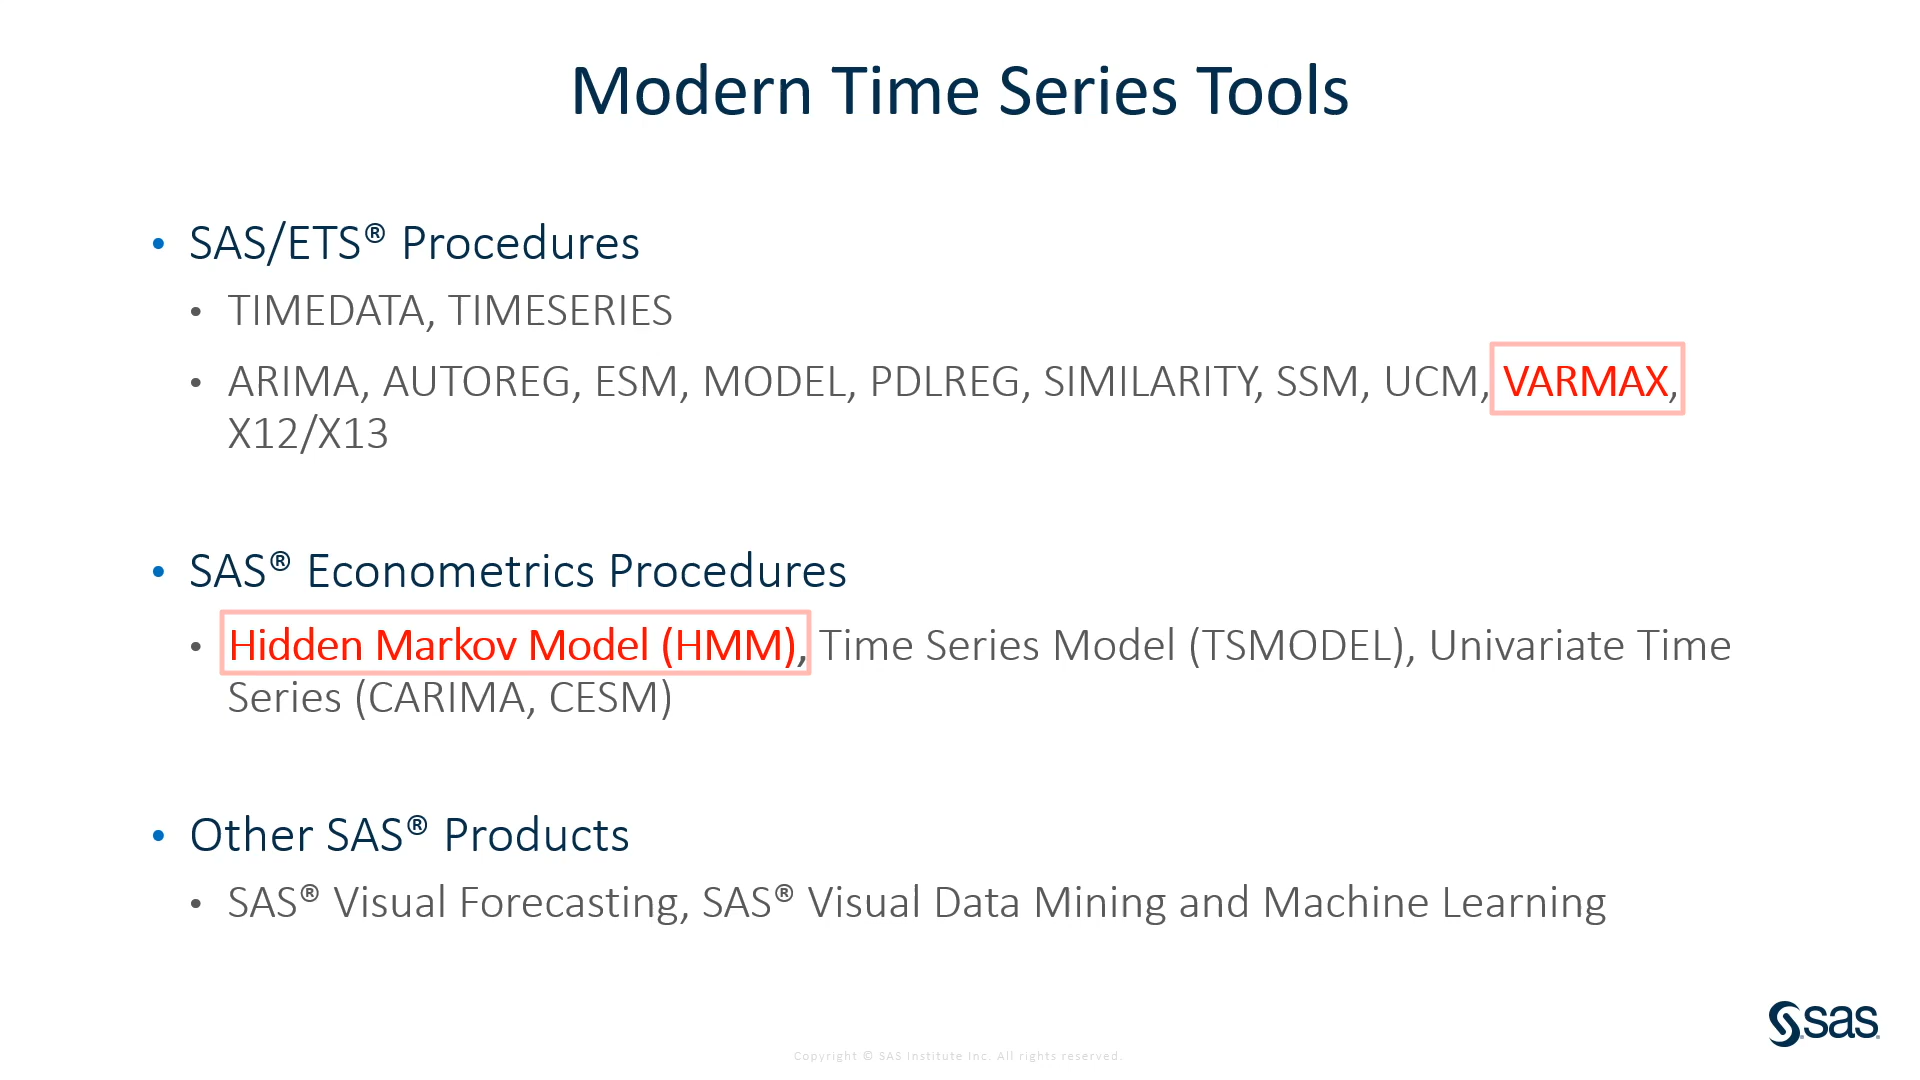 Modern Time Series Tools
• SAS/ETS® Procedures
• TIMEDATA, TIMESERIES
• ARIMA, AUTOREG, ESM, MODEL, PDLREG, SIMILARITY, SSM, UCM, VARMAX,
X12/X13
• SAS® Econometrics Procedures
• Hidden Markov Model (HMM), Time Series Model (TSMODEL), Univariate Time
Series (CARIMA, CESM)
• Other SAS® Products
• SAS® Visual Forecasting, SAS® Visual Data Mining and Machine Learning
sas
Copyright © SAS Institute Inc. All rights reserved.